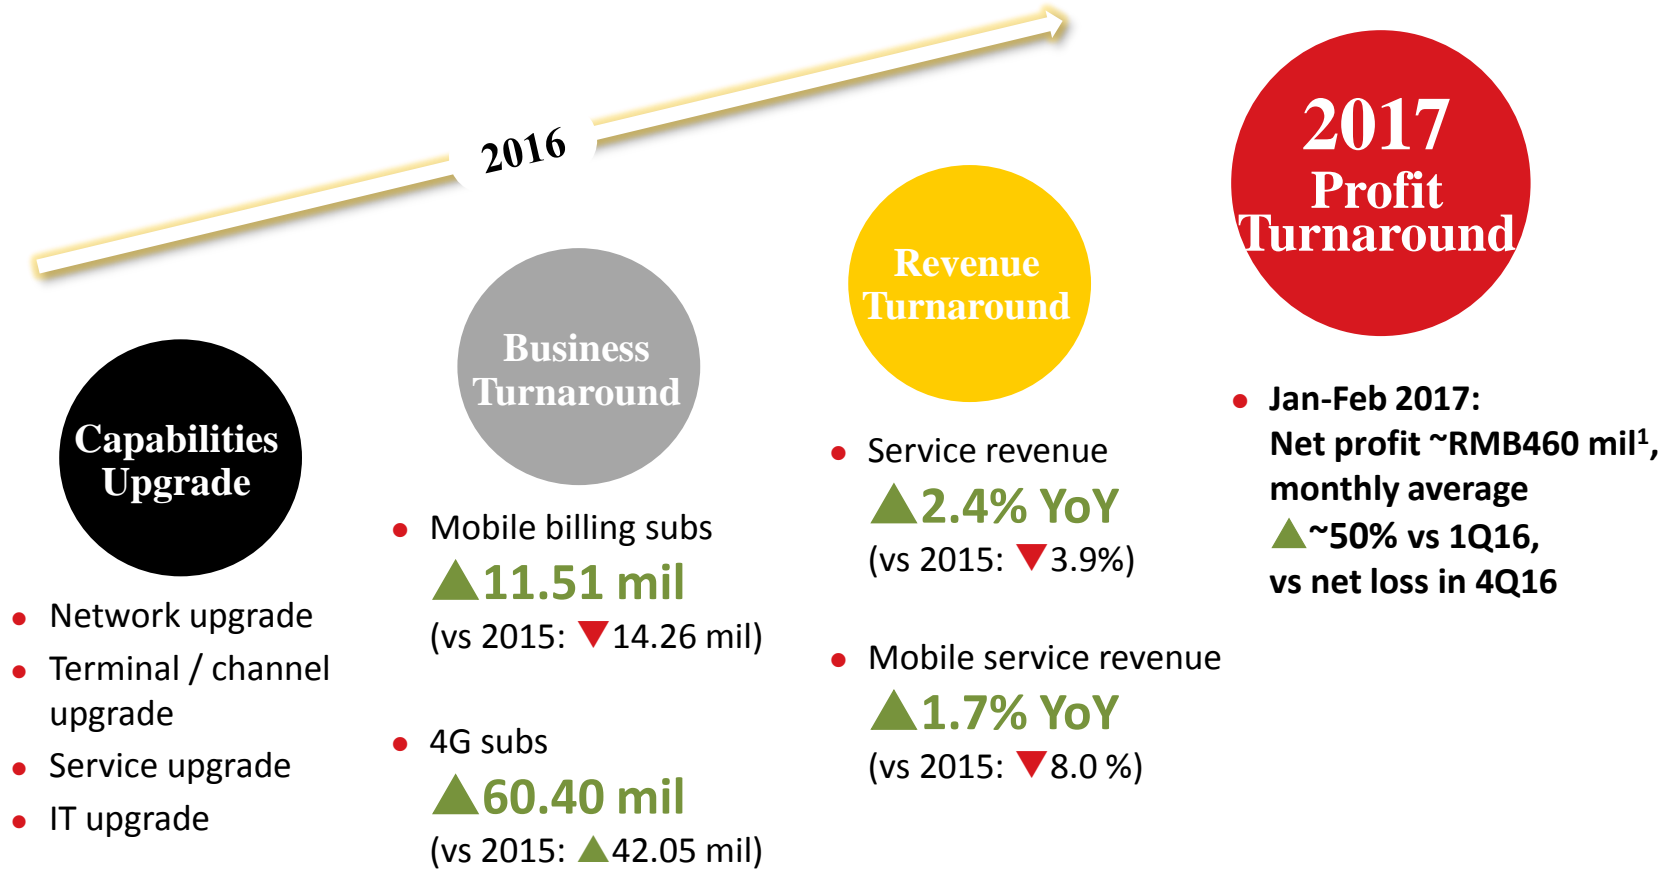 2016
Capabilities
Upgrade
• Network upgrade
• Terminal / channel
upgrade
• Service upgrade
• IT upgrade
Business
Turnaround
• Mobile billing subs
▲11.51 mil
(vs 2015: ▼14.26 mil)
• 4G subs
▲60.40 mil
(vs 2015: ▲42.05 mil)
Revenue
Turnaround
• Service revenue
▲2.4% YoY
(vs 2015: ▼3.9%)
• Mobile service revenue
▲1.7% YoY
(vs 2015: ▼8.0 %)
2017
Profit
Turnaround
• Jan-Feb 2017:
Net profit ~RMB460 mil¹,
monthly average
▲~50% vs 1Q16,
vs net loss in 4Q16